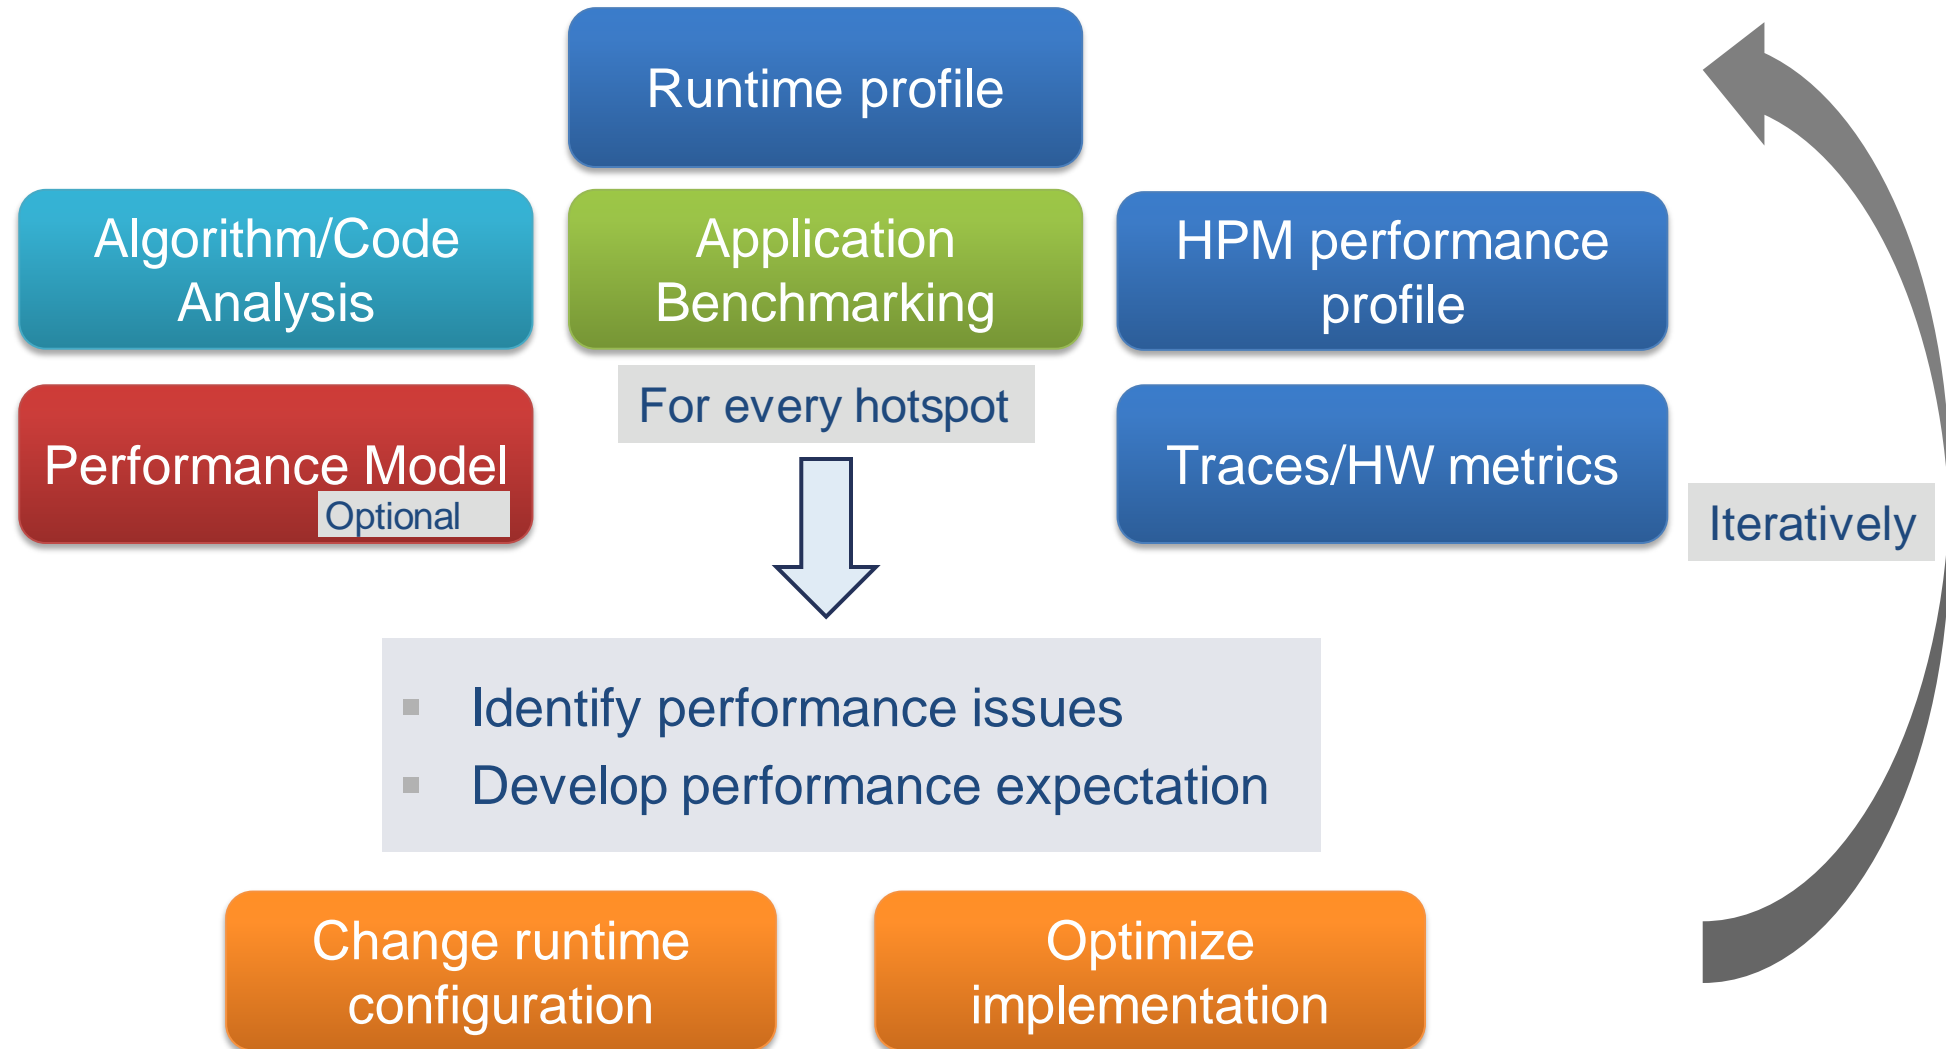 Runtime profile
Algorithm/Code
Analysis
Application
Benchmarking
HPM performance
profile
For every hotspot
Performance Model
Optional
Traces/HW metrics
Iteratively
Identify performance issues
Develop performance expectation
Change runtime
configuration
Optimize
implementation